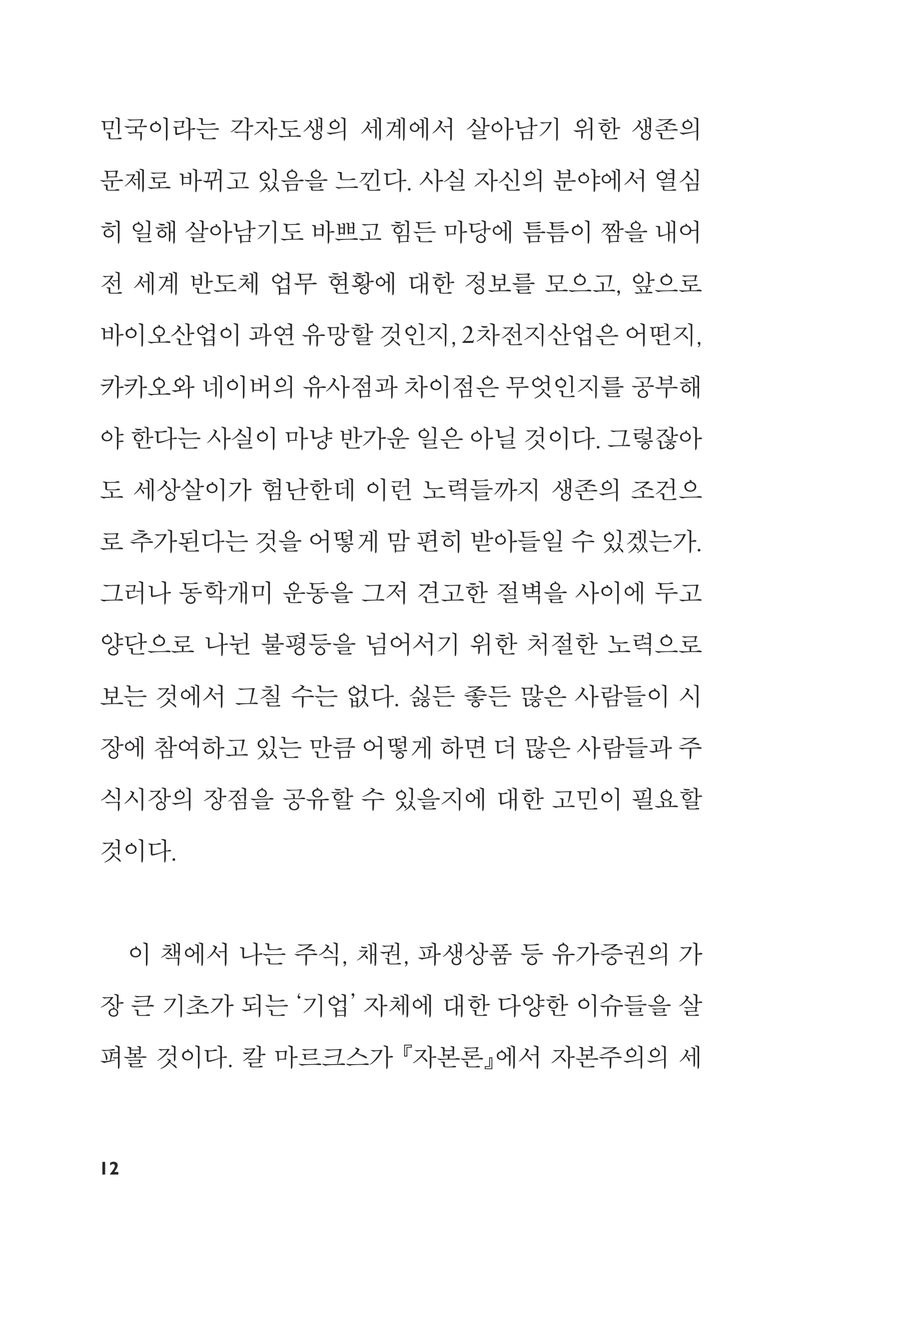 민국이라는 각자도생의 세계에서 살아남기 위한 생존의
문제로 바뀌고 있음을 느낀다. 사실 자신의 분야에서 열심
히 일해 살아남기도 바쁘고 힘든 마당에 틈틈이 짬을 내어
전 세계 반도체 업무 현황에 대한 정보를 모으고, 앞으로
바이오산업이 과연 유망할 것인지, 2차전지산업은 어떤지,
카카오와 네이버의 유사점과 차이점은 무엇인지를 공부해
야 한다는 사실이 마냥 반가운 일은 아닐 것이다. 그렇잖아
도 세상살이가 험난한데 이런 노력들까지 생존의 조건으
로 추가된다는 것을 어떻게 맘 편히 받아들일 수 있겠는가.
그러나 동학개미 운동을 그저 견고한 절벽을 사이에 두고
양단으로 나뉜 불평등을 넘어서기 위한 처절한 노력으로
보는 것에서 그칠 수는 없다. 싫든 좋든 많은 사람들이 시
장에 참여하고 있는 만큼 어떻게 하면 더 많은 사람들과 주
식시장의 장점을 공유할 수 있을지에 대한 고민이 필요할
것이다.
이 책에서 나는 주식, 채권, 파생상품 등 유가증권의 가
장 큰 기초가 되는 ‘기업’ 자체에 대한 다양한 이슈들을 살
펴볼 것이다. 칼 마르크스가 『자본론』에서 자본주의의 세
12